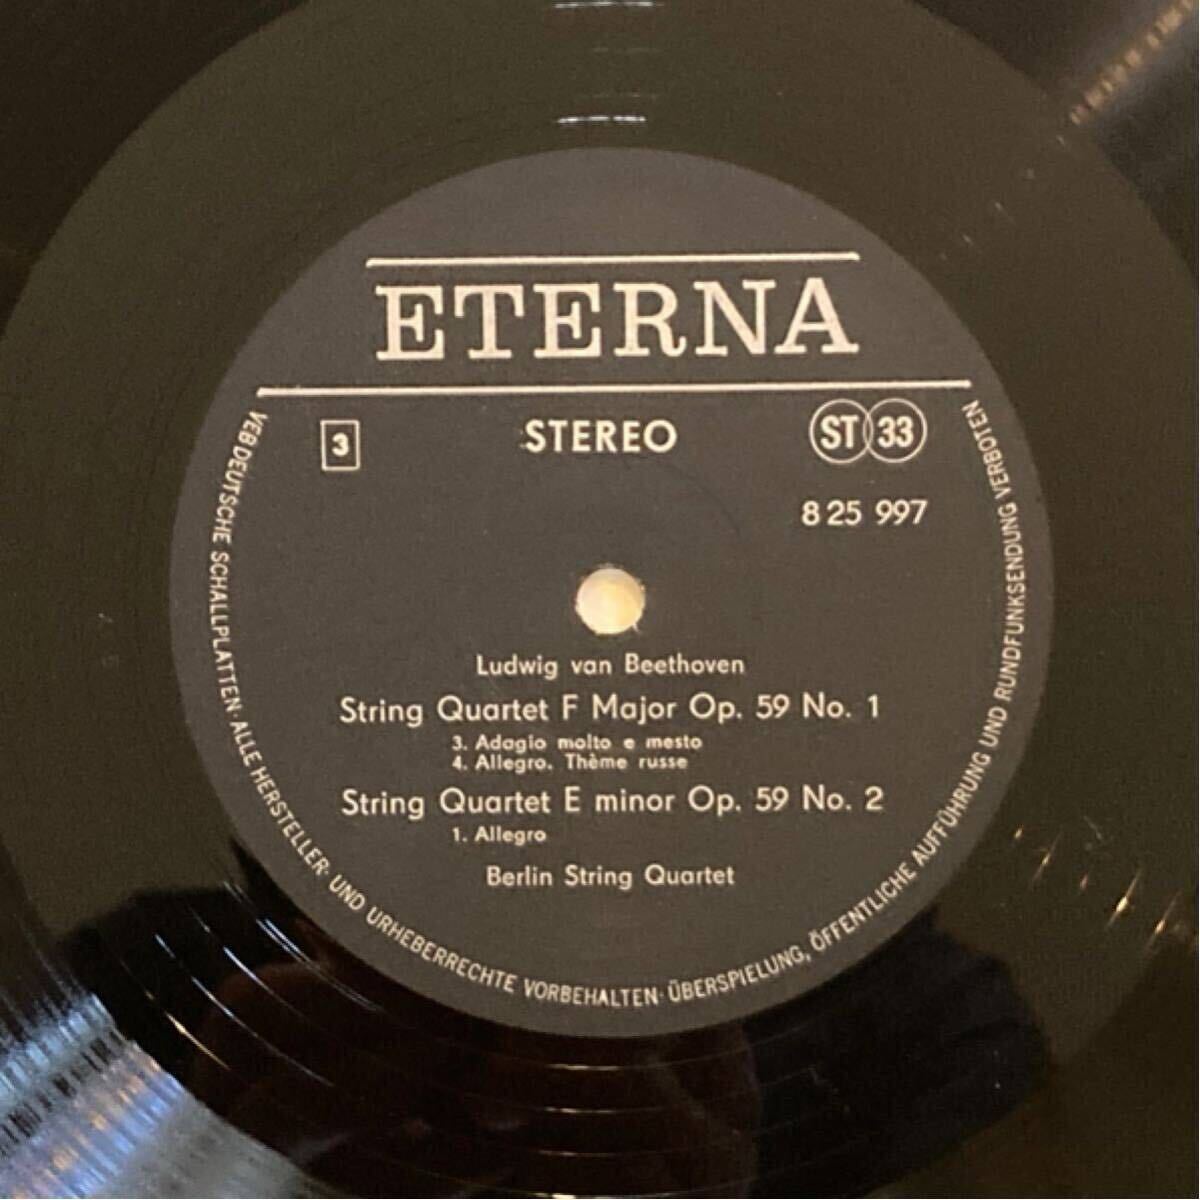 ETERNA
3 STEREO ST 33
8 25 997
Ludwig van Beethoven
String Quartet F Major Op. 59 No. 1
3. Adagio molto e mesto
4. Allegro. Thème russe
String Quartet E minor Op. 59 No. 2
1. Allegro
Berlin String Quartet
VEB DEUTSCHE SCHALLPLATTEN · ALLE HERSTELLER- UND URHEBERRECHTE VORBEHALTEN · ÜBERSPIELUNG, ÖFFENTLICHE AUFFÜHRUNG UND RUNDFUNKSENDUNG VERBOTEN